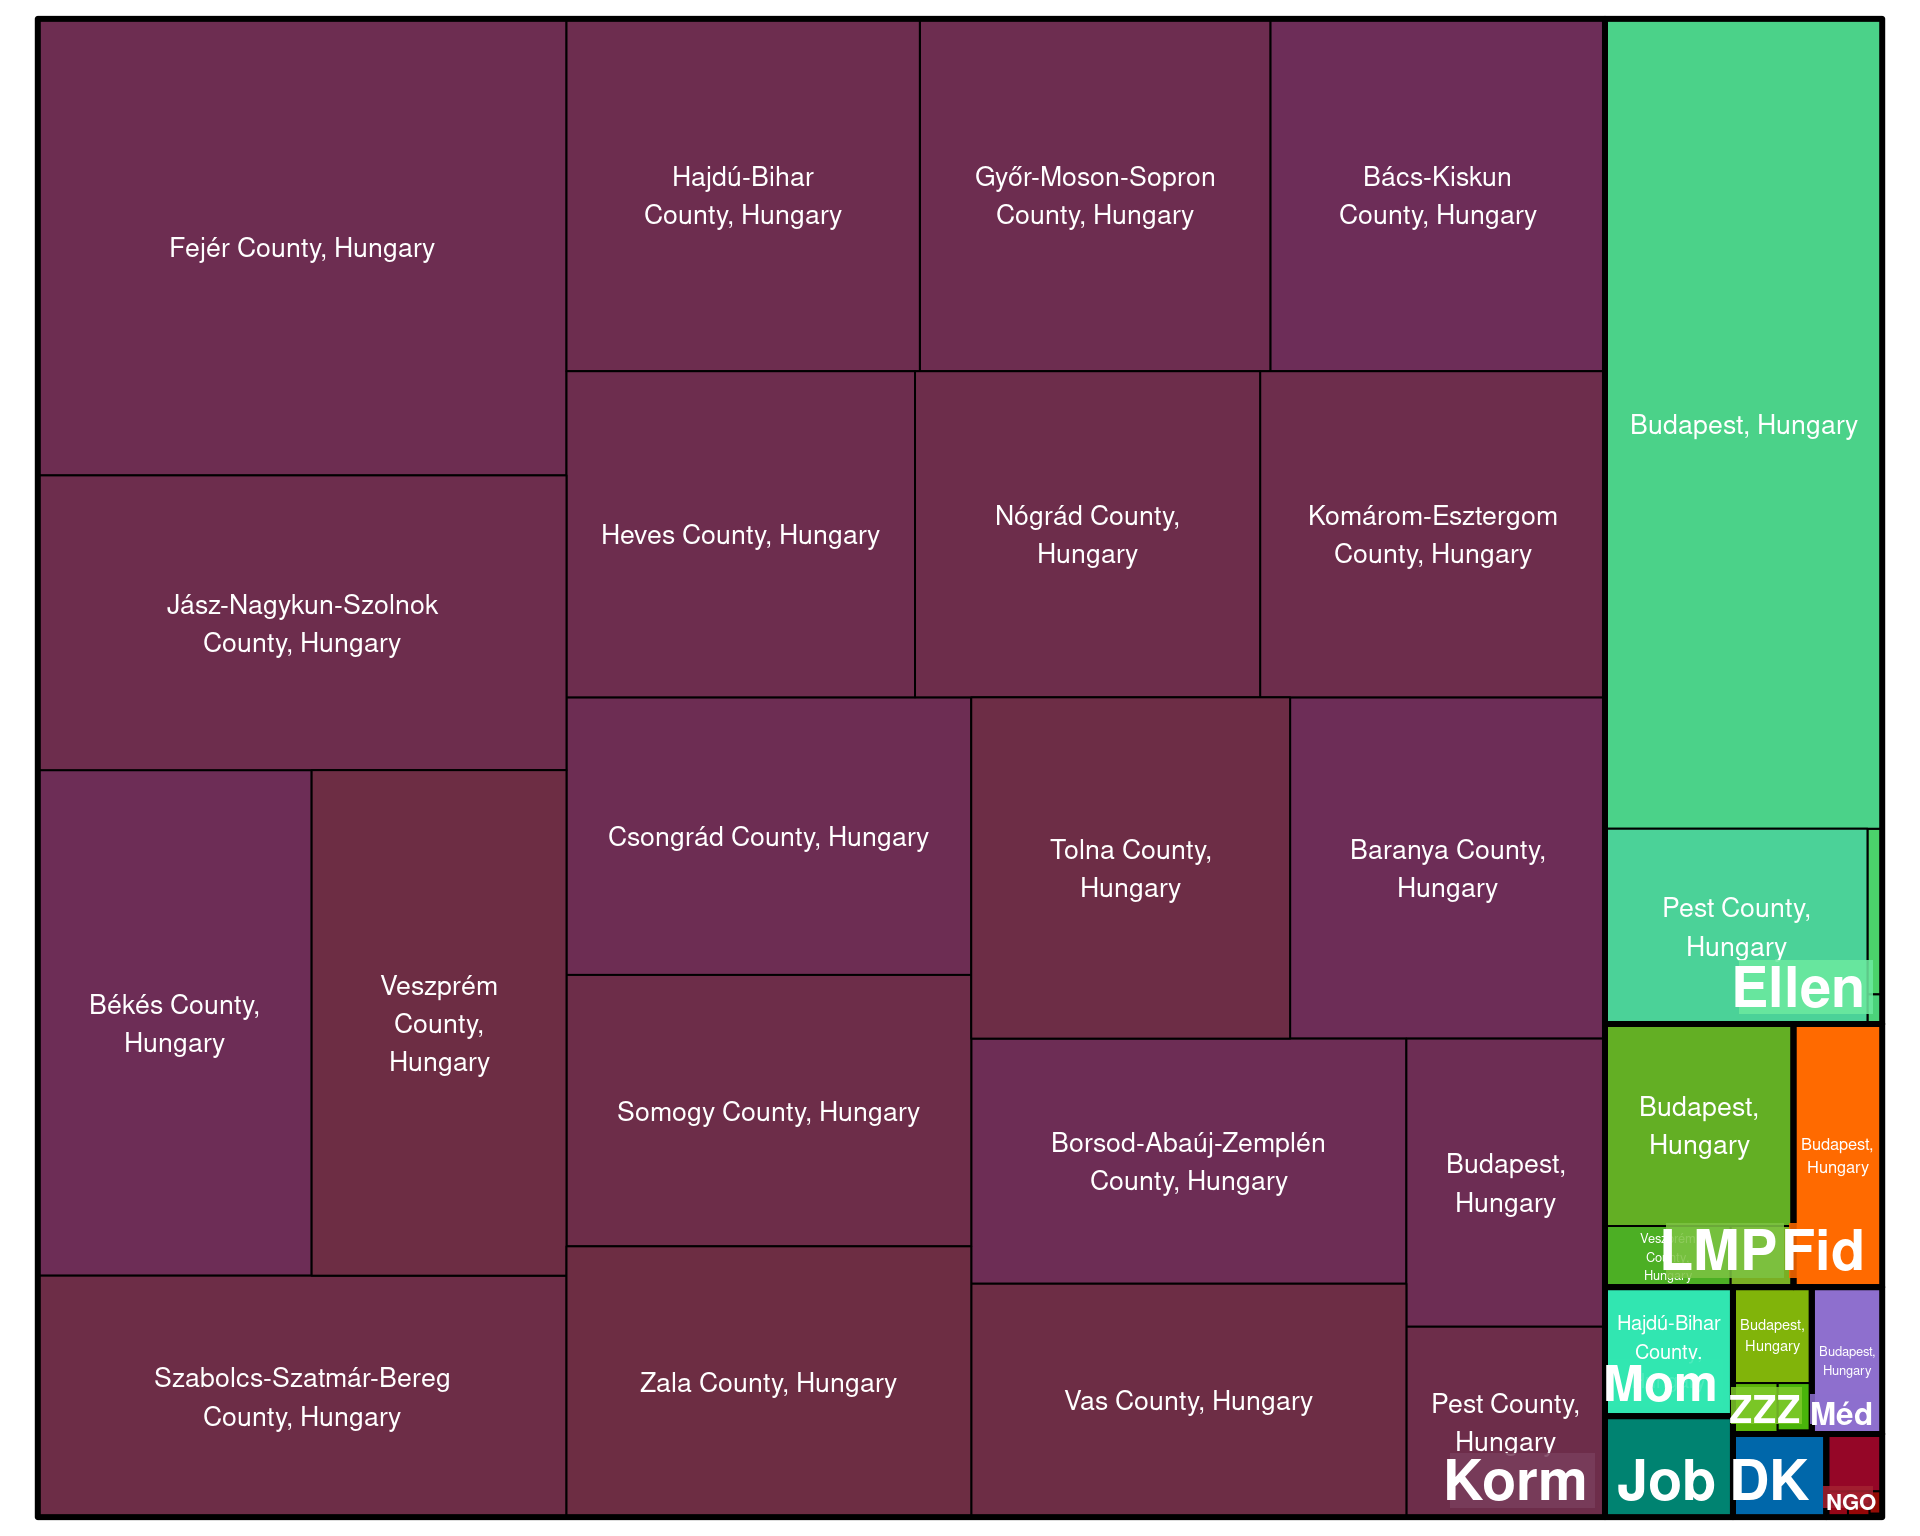 Fejér County, Hungary
Hajdú-Bihar
County, Hungary
Győr-Moson-Sopron
County, Hungary
Bács-Kiskun
County, Hungary
Budapest, Hungary
Heves County, Hungary
Nógrád County,
Hungary
Komárom-Esztergom
County, Hungary
Jász-Nagykun-Szolnok
County, Hungary
Csongrád County, Hungary
Tolna County,
Hungary
Baranya County,
Hungary
Pest County,
Hungary
Ellen
Békés County,
Hungary
Veszprém
County,
Hungary
Somogy County, Hungary
Borsod-Abaúj-Zemplén
County, Hungary
Budapest,
Hungary
Budapest,
Hungary
Budapest,
Hungary
Hungary
LMP
Fid
Szabolcs-Szatmár-Bereg
County, Hungary
Zala County, Hungary
Vas County, Hungary
Pest County,
Hungary
Korm
Hajdú-Bihar
County,
Mom
Budapest,
Hungary
ZZZ
Budapest,
Hungary
Méd
Job
DK
NGO